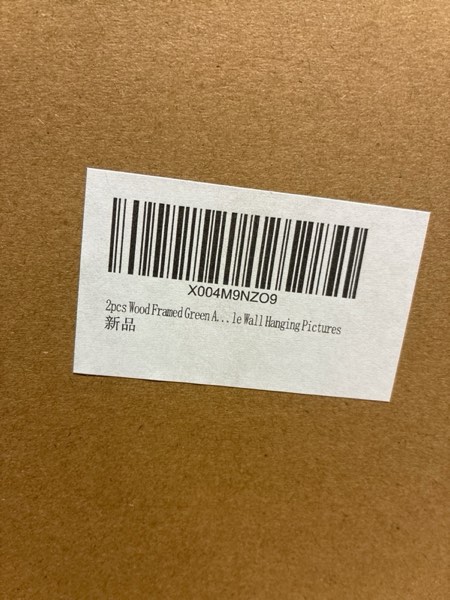 X004M9NZO9
2pcs Wood Framed Green A...le Wall Hanging Pictures
新品